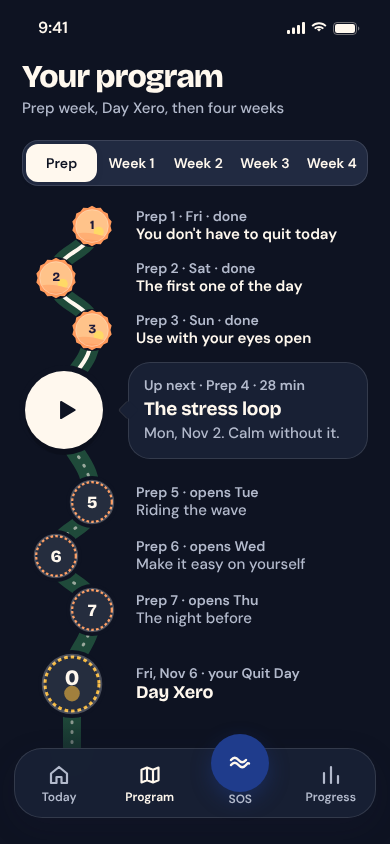 9:41
Your program
Prep week, Day Xero, then four weeks
Prep
Week 1
Week 2
Week 3
Week 4
1
Prep 1 · Fri · done
You don't have to quit today
2
Prep 2 · Sat · done
The first one of the day
3
Prep 3 · Sun · done
Use with your eyes open
Up next · Prep 4 · 28 min
The stress loop
Mon, Nov 2. Calm without it.
5
Prep 5 · opens Tue
Riding the wave
6
Prep 6 · opens Wed
Make it easy on yourself
7
Prep 7 · opens Thu
The night before
0
Fri, Nov 6 · your Quit Day
Day Xero
Today
Program
SOS
Progress